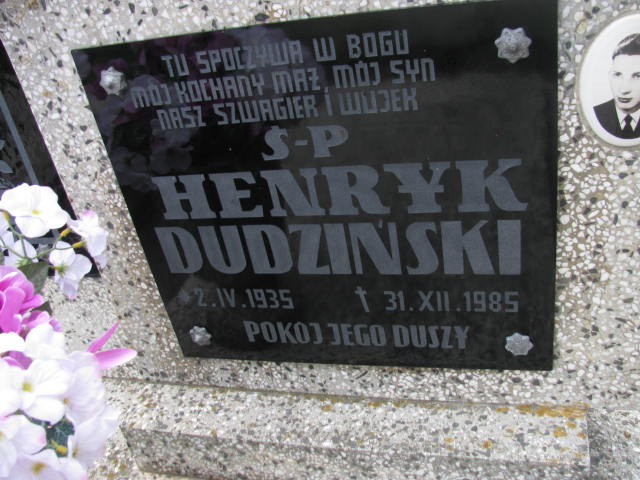 TU SPOCZYWA W BOGU
MÓJ KOCHANY MĄŻ, MÓJ SYN
NASZ SZWAGIER i WUJEK
Ś-P
HENRYK
DUDZIŃSKI
* 2.IV.1935 † 31.XII.1985
POKÓJ JEGO DUSZY